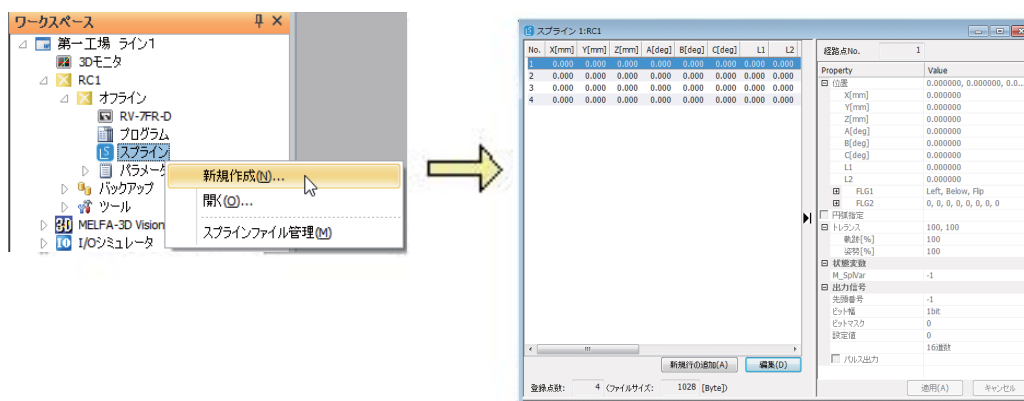 ワークスペース
第一工場 ライン1
3Dモニタ
RC1
オフライン
RV-7FR-D
プログラム
スプライン
パラメータ
バックアップ
ツール
MELFA-3D Vision
I/Oシミュレータ
新規作成(N)...
開く(O)...
スプラインファイル管理(M)
スプライン 1:RC1
No. X[mm] Y[mm] Z[mm] A[deg] B[deg] C[deg] L1 L2
1 0.000 0.000 0.000 0.000 0.000 0.000 0.000 0.000
2 0.000 0.000 0.000 0.000 0.000 0.000 0.000 0.000
3 0.000 0.000 0.000 0.000 0.000 0.000 0.000 0.000
4 0.000 0.000 0.000 0.000 0.000 0.000 0.000 0.000
新規行の追加(A) 編集(D)
登録点数: 4 (ファイルサイズ: 1028 [Byte])
経路点No. 1
Property Value
位置 0.000000, 0.000000, 0.0...
X[mm] 0.000000
Y[mm] 0.000000
Z[mm] 0.000000
A[deg] 0.000000
B[deg] 0.000000
C[deg] 0.000000
L1 0.000000
L2 0.000000
FLG1 Left, Below, Flip
FLG2 0, 0, 0, 0, 0, 0, 0, 0
円弧指定
トレランス 100, 100
軌跡[%] 100
姿勢[%] 100
状態変数
M_SplVar -1
出力信号
先頭番号 -1
ビット幅 1bit
ビットマスク 0
設定値 0
16進数
パルス出力
適用(A) キャンセル